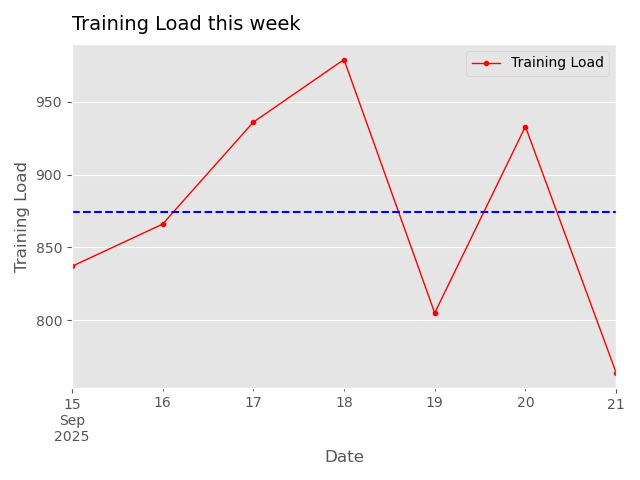 Training Load this week
Training Load
950
900
850
800
Training Load
15 16 17 18 19 20 21
Sep
2025
Date